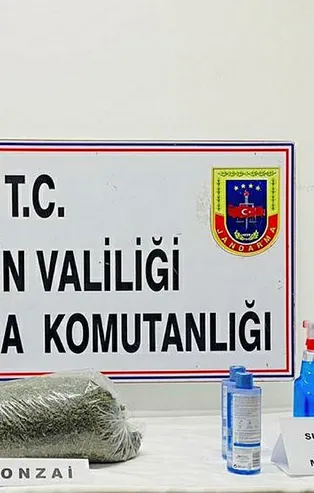 T.C.
N VALİLİĞİ
A KOMUTANLIĞI
JANDARMA
ONZAİ